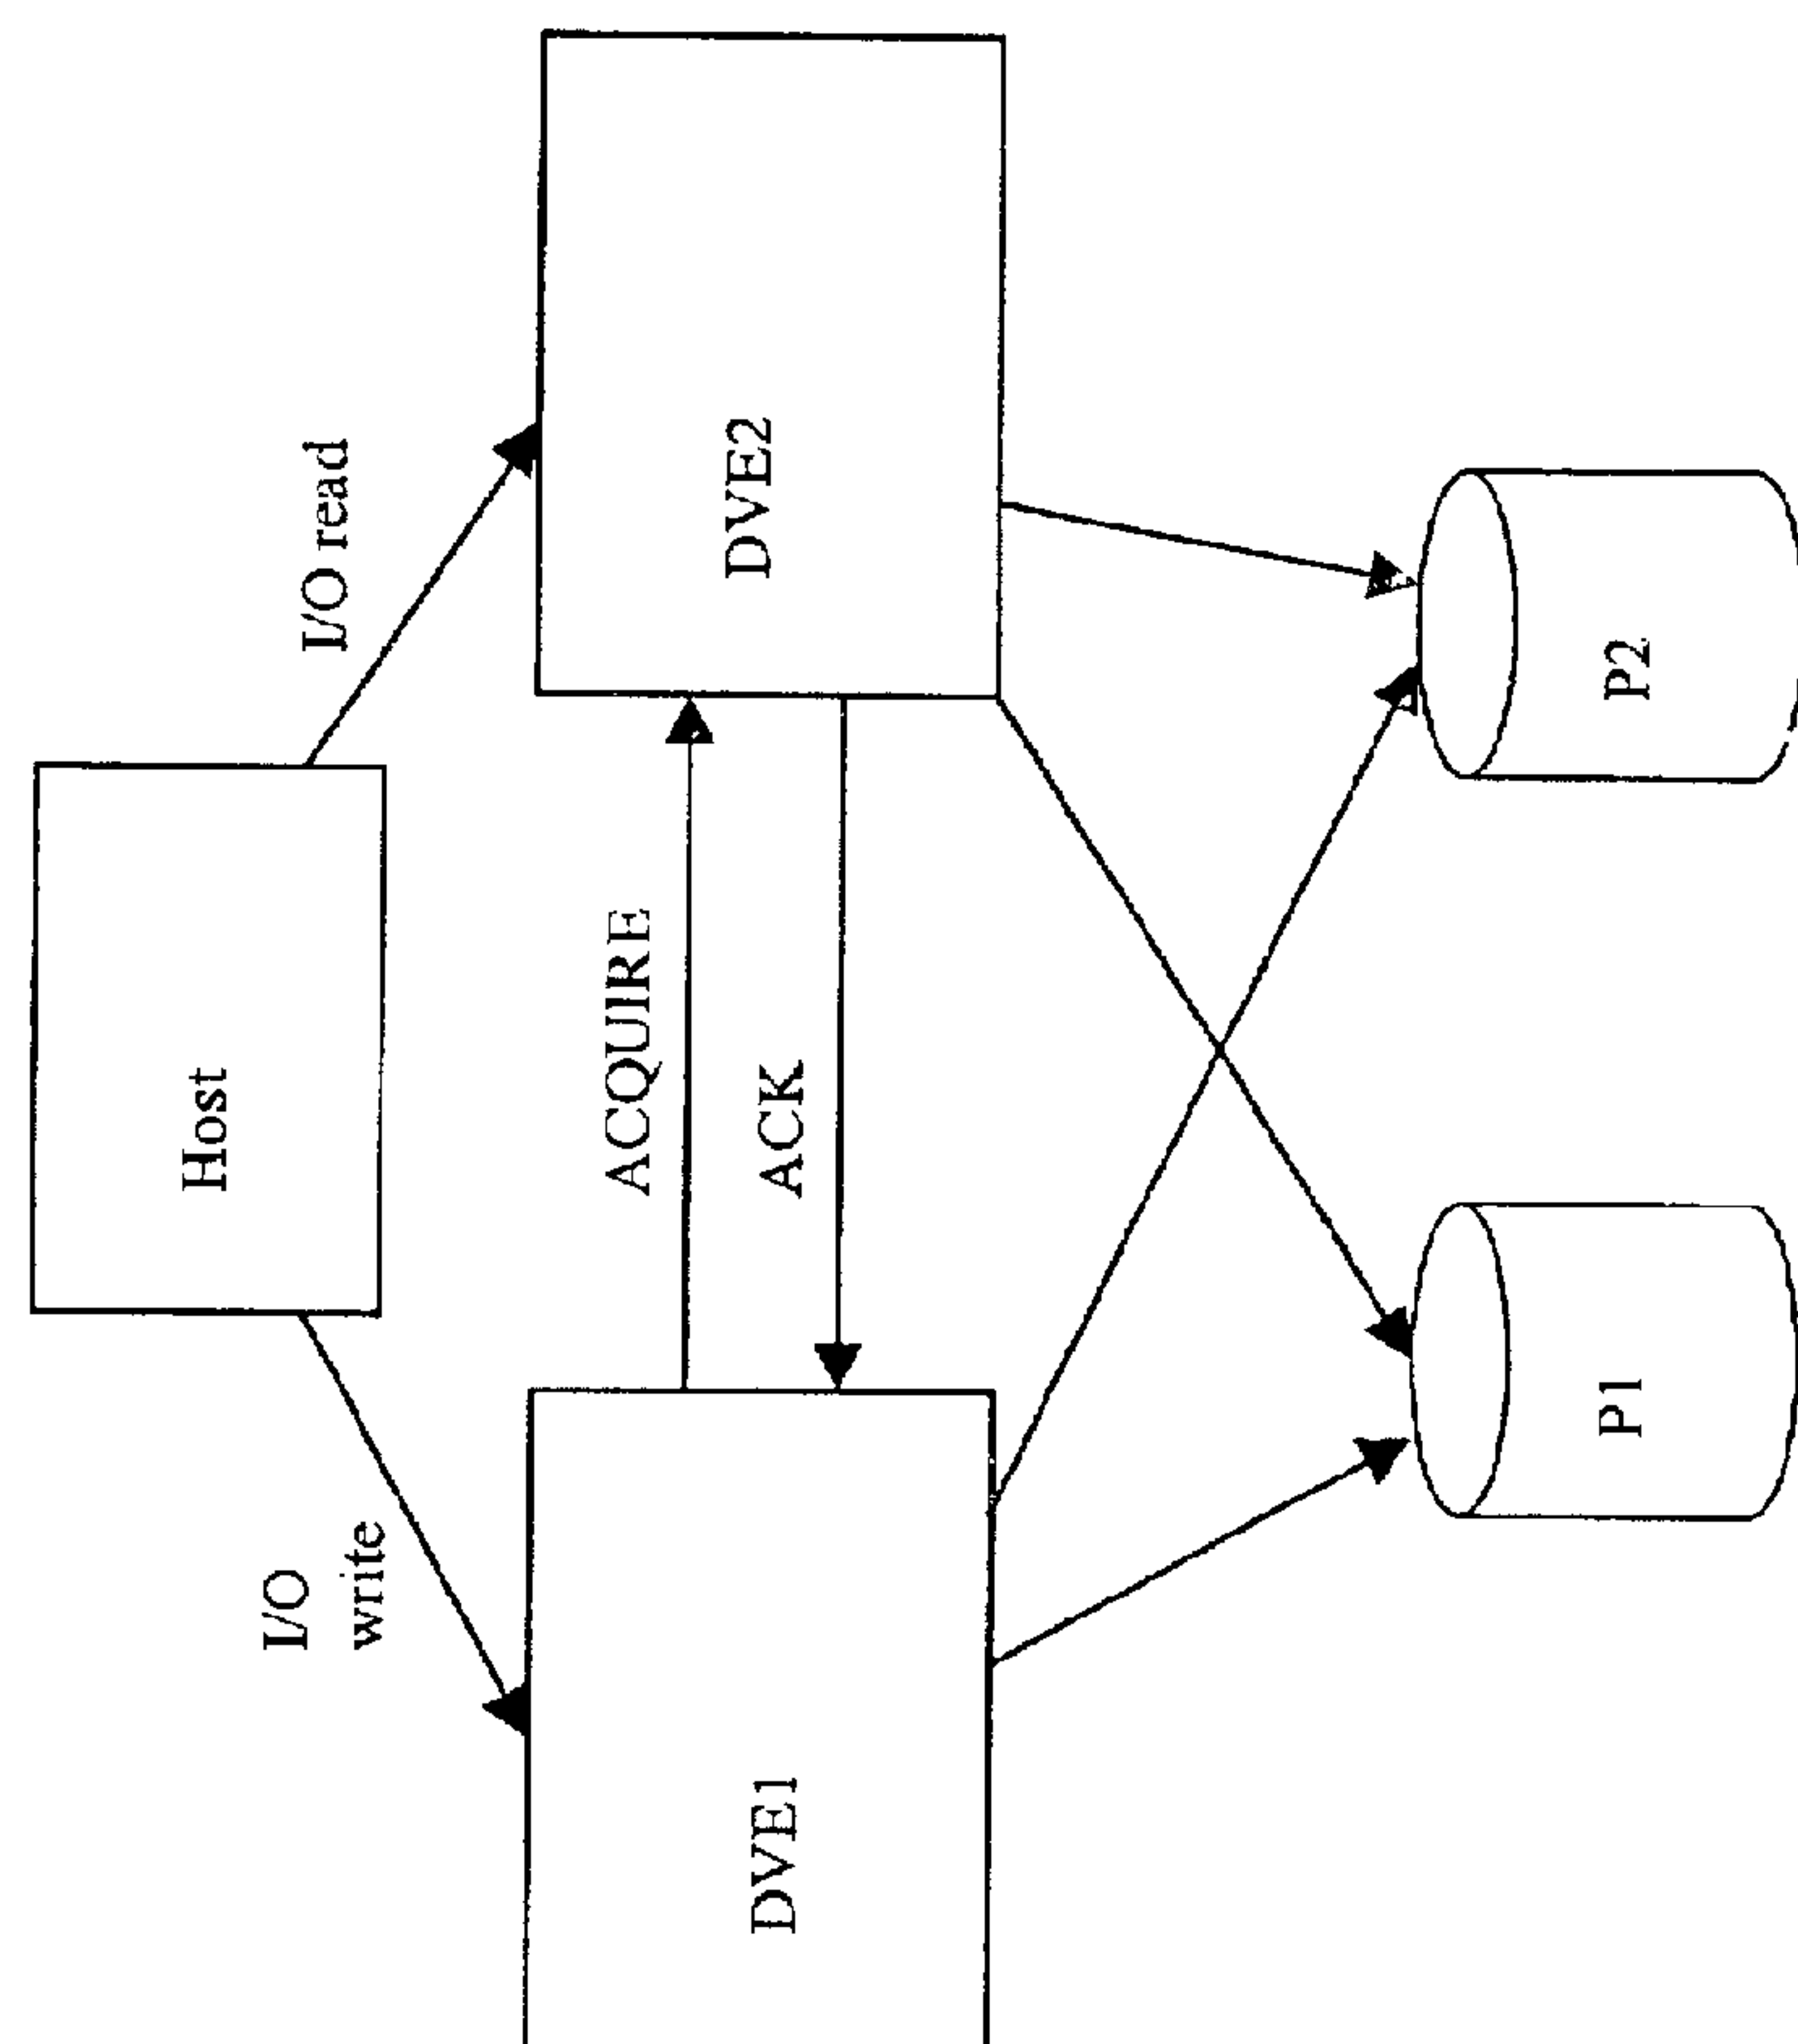 Host
I/O
write
I/O read
ACQUIRE
ACK
DVE1
DVE2
P1
P2